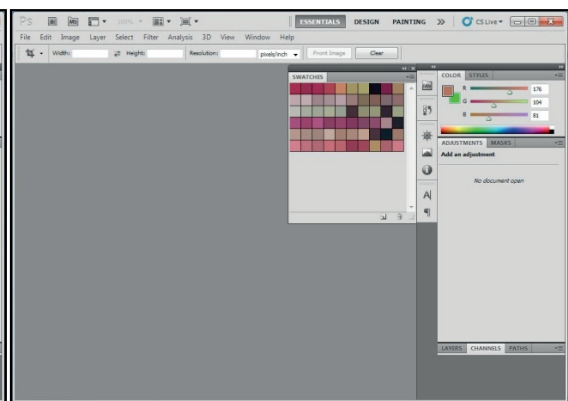 Ps Mb 100% ESSENTIALS DESIGN PAINTING CS Live
File Edit Image Layer Select Filter Analysis 3D View Window Help
Width: Height: Resolution: pixels/inch Front Image Clear
SWATCHES
COLOR STYLES
R 176
G 104
B 81
ADJUSTMENTS MASKS
Add an adjustment
No document open
A
LAYERS CHANNELS PATHS